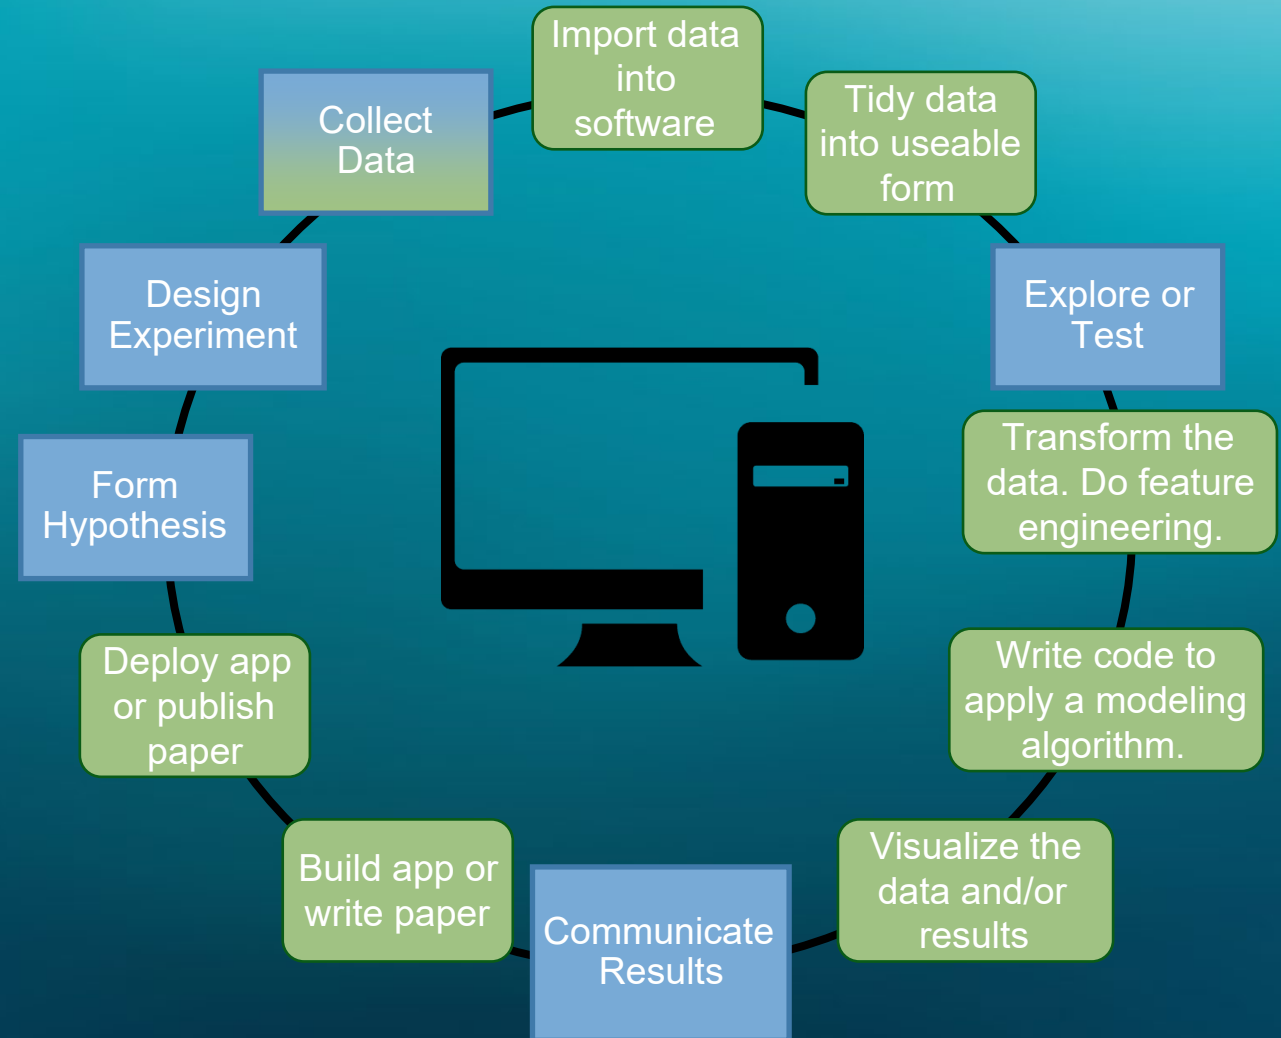 Import data
into
software
Tidy data
into useable
form
Explore or
Test
Transform the
data. Do feature
engineering.
Write code to
apply a modeling
algorithm.
Visualize the
data and/or
results
Communicate
Results
Build app or
write paper
Deploy app
or publish
paper
Form
Hypothesis
Design
Experiment
Collect
Data